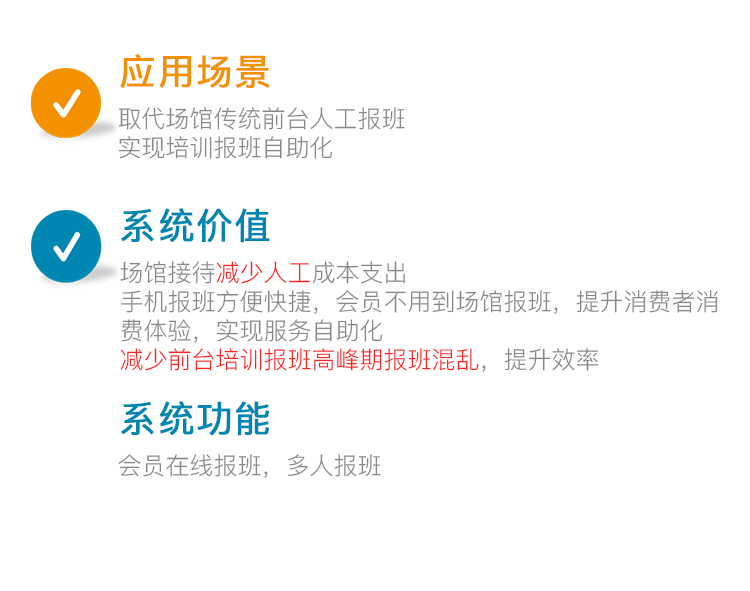 应用场景
取代场馆传统前台人工报班
实现培训报班自助化
系统价值
场馆接待减少人工成本支出
手机报班方便快捷，会员不用到场馆报班，提升消费者消
费体验，实现服务自助化
减少前台培训报班高峰期报班混乱，提升效率
系统功能
会员在线报班，多人报班